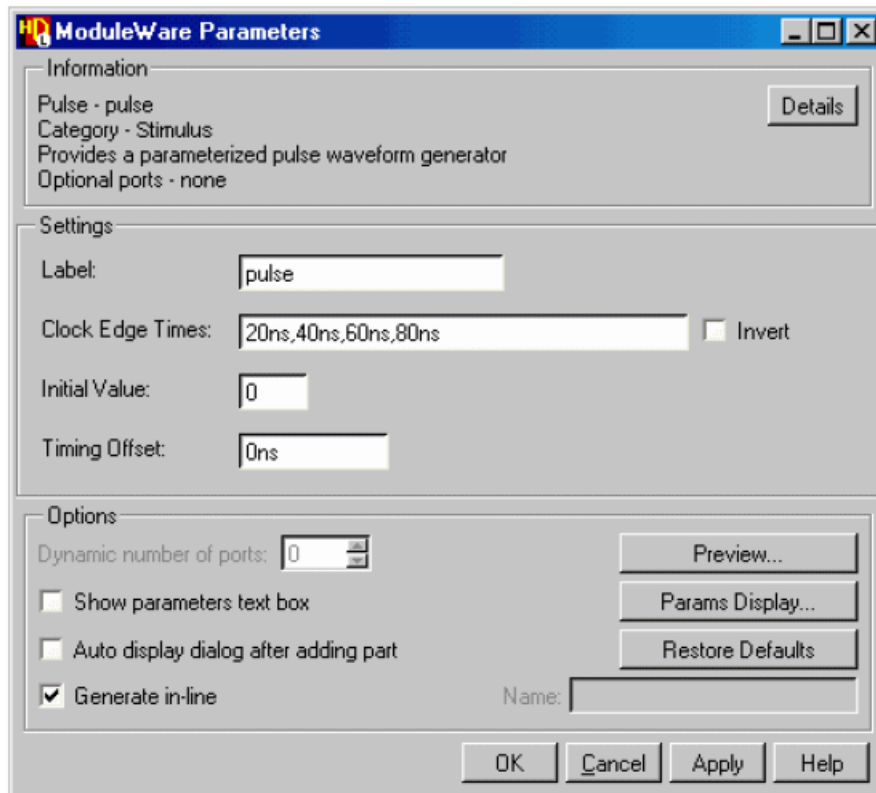 HDL ModuleWare Parameters
Information
Pulse - pulse
Details
Category - Stimulus
Provides a parameterized pulse waveform generator
Optional ports - none
Settings
Label: pulse
Clock Edge Times: 20ns,40ns,60ns,80ns Invert
Initial Value: 0
Timing Offset: 0ns
Options
Dynamic number of ports: 0 Preview...
Show parameters text box Params Display...
Auto display dialog after adding part Restore Defaults
Generate in-line Name:
OK Cancel Apply Help